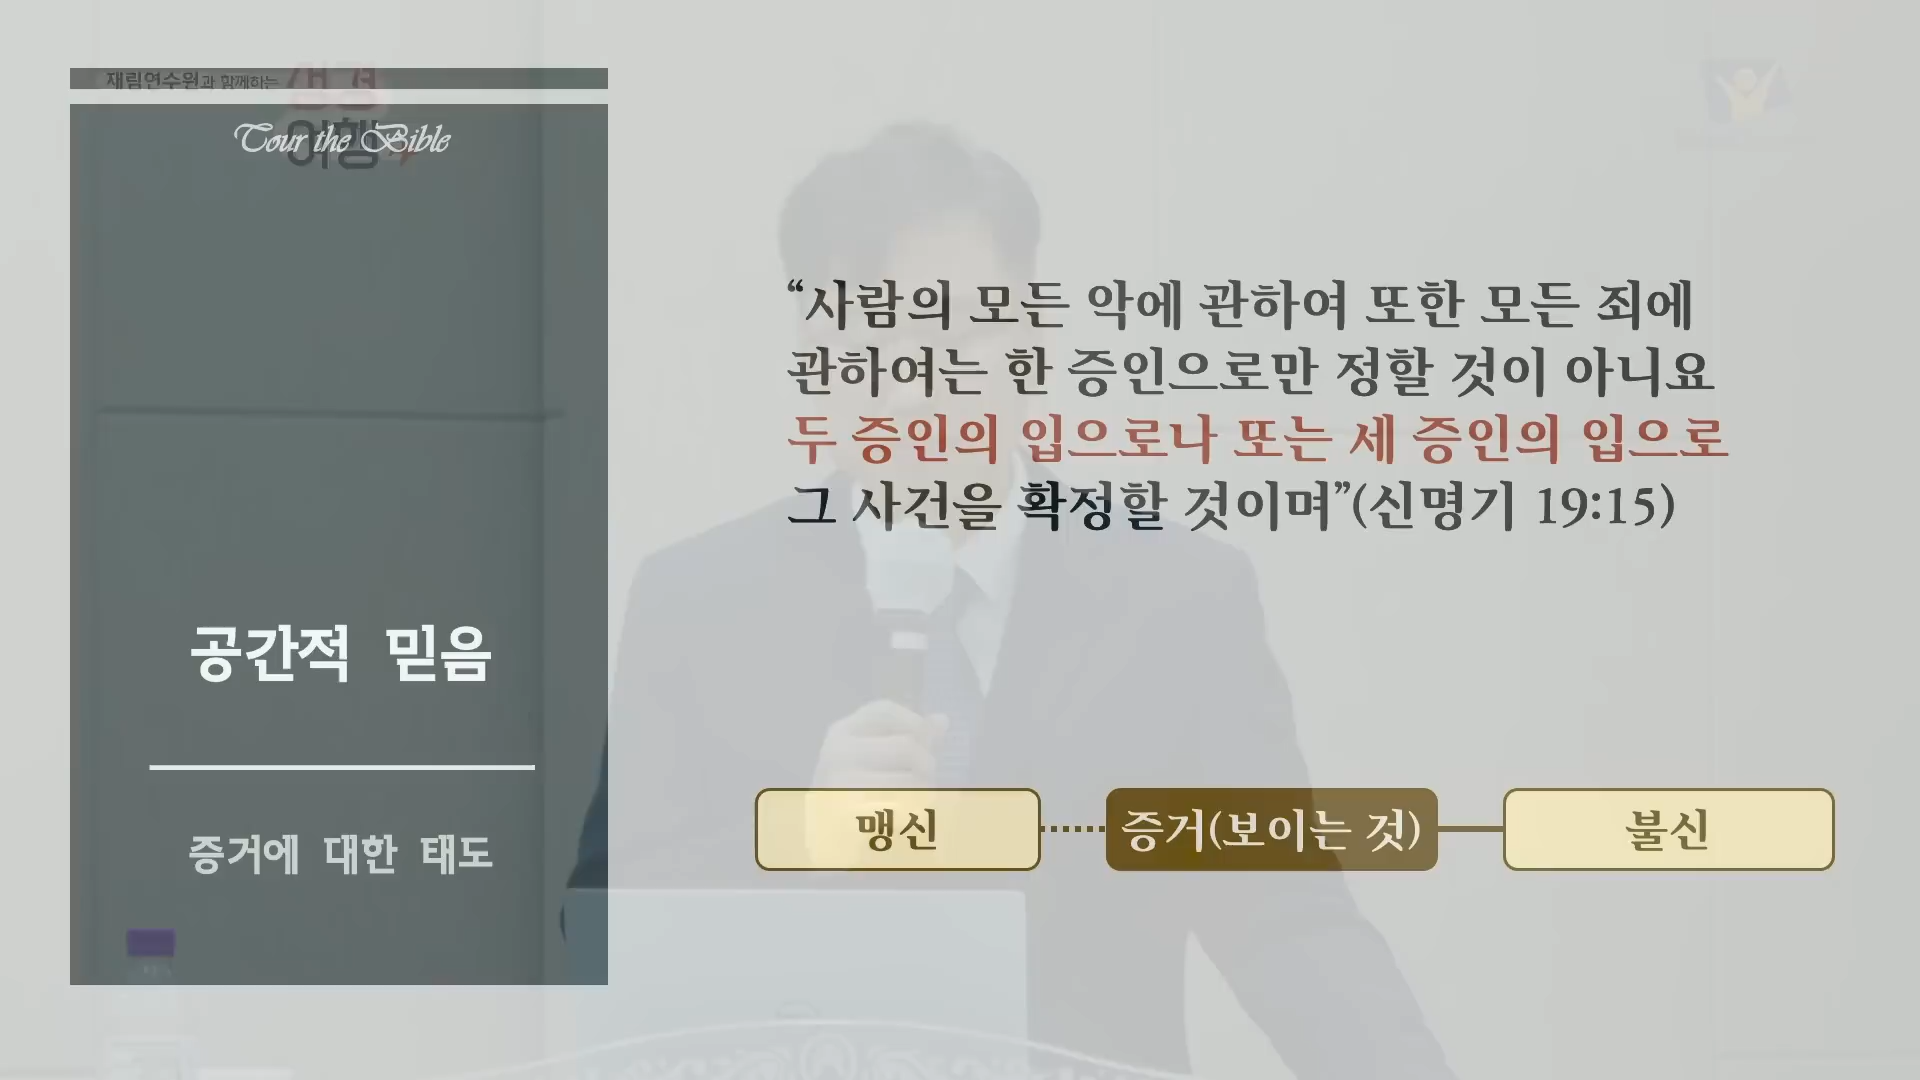 재림연수원과 함께하는 성경
여행
Tour the Bible
“사람의 모든 악에 관하여 또한 모든 죄에
관하여는 한 증인으로만 정할 것이 아니요
두 증인의 입으로나 또는 세 증인의 입으로
그 사건을 확정할 것이며”(신명기 19:15)
공간적 믿음
증거에 대한 태도
맹신
증거(보이는 것)
불신